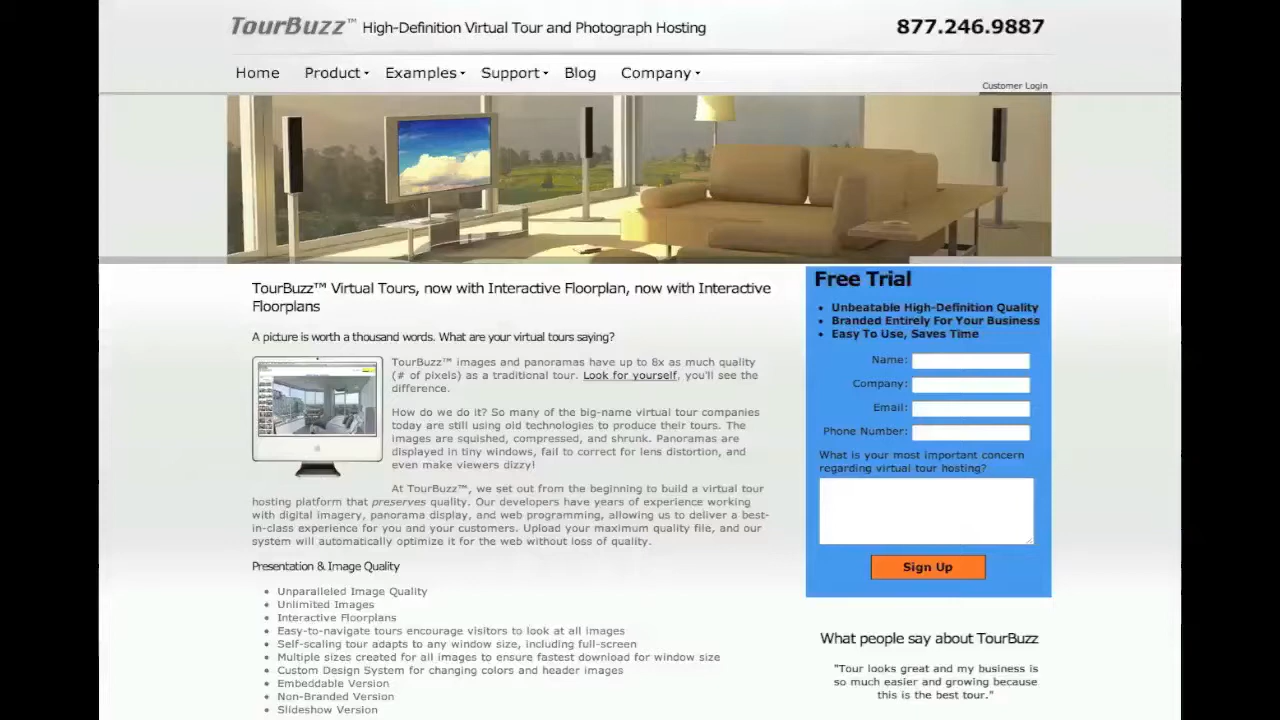 TourBuzz™ High-Definition Virtual Tour and Photograph Hosting
877.246.9887
Home Product Examples Support Blog Company
Customer Login
TourBuzz™ Virtual Tours, now with Interactive Floorplan, now with Interactive
Floorplans
A picture is worth a thousand words. What are your virtual tours saying?
TourBuzz™ images and panoramas have up to 8x as much quality
(# of pixels) as a traditional tour. Look for yourself, you'll see the
difference.
How do we do it? So many of the big-name virtual tour companies
today are still using old technologies to produce their tours. The
images are squished, compressed, and shrunk. Panoramas are
displayed in tiny windows, fail to correct for lens distortion, and
even make viewers dizzy!
At TourBuzz™, we set out from the beginning to build a virtual tour
hosting platform that preserves quality. Our developers have years of experience working
with digital imagery, panorama display, and web programming, allowing us to deliver a best-
in-class experience for you and your customers. Upload your maximum quality file, and our
system will automatically optimize it for the web without loss of quality.
Presentation & Image Quality
• Unparalleled Image Quality
• Unlimited Images
• Interactive Floorplans
• Easy-to-navigate tours encourage visitors to look at all images
• Self-scaling tour adapts to any window size, including full-screen
• Multiple sizes created for all images to ensure fastest download for window size
• Custom Design System for changing colors and header images
• Embeddable Version
• Non-Branded Version
• Slideshow Version
Free Trial
• Unbeatable High-Definition Quality
• Branded Entirely For Your Business
• Easy To Use, Saves Time
Name:
Company:
Email:
Phone Number:
What is your most important concern
regarding virtual tour hosting?
Sign Up
What people say about TourBuzz
"Tour looks great and my business is
so much easier and growing because
this is the best tour."